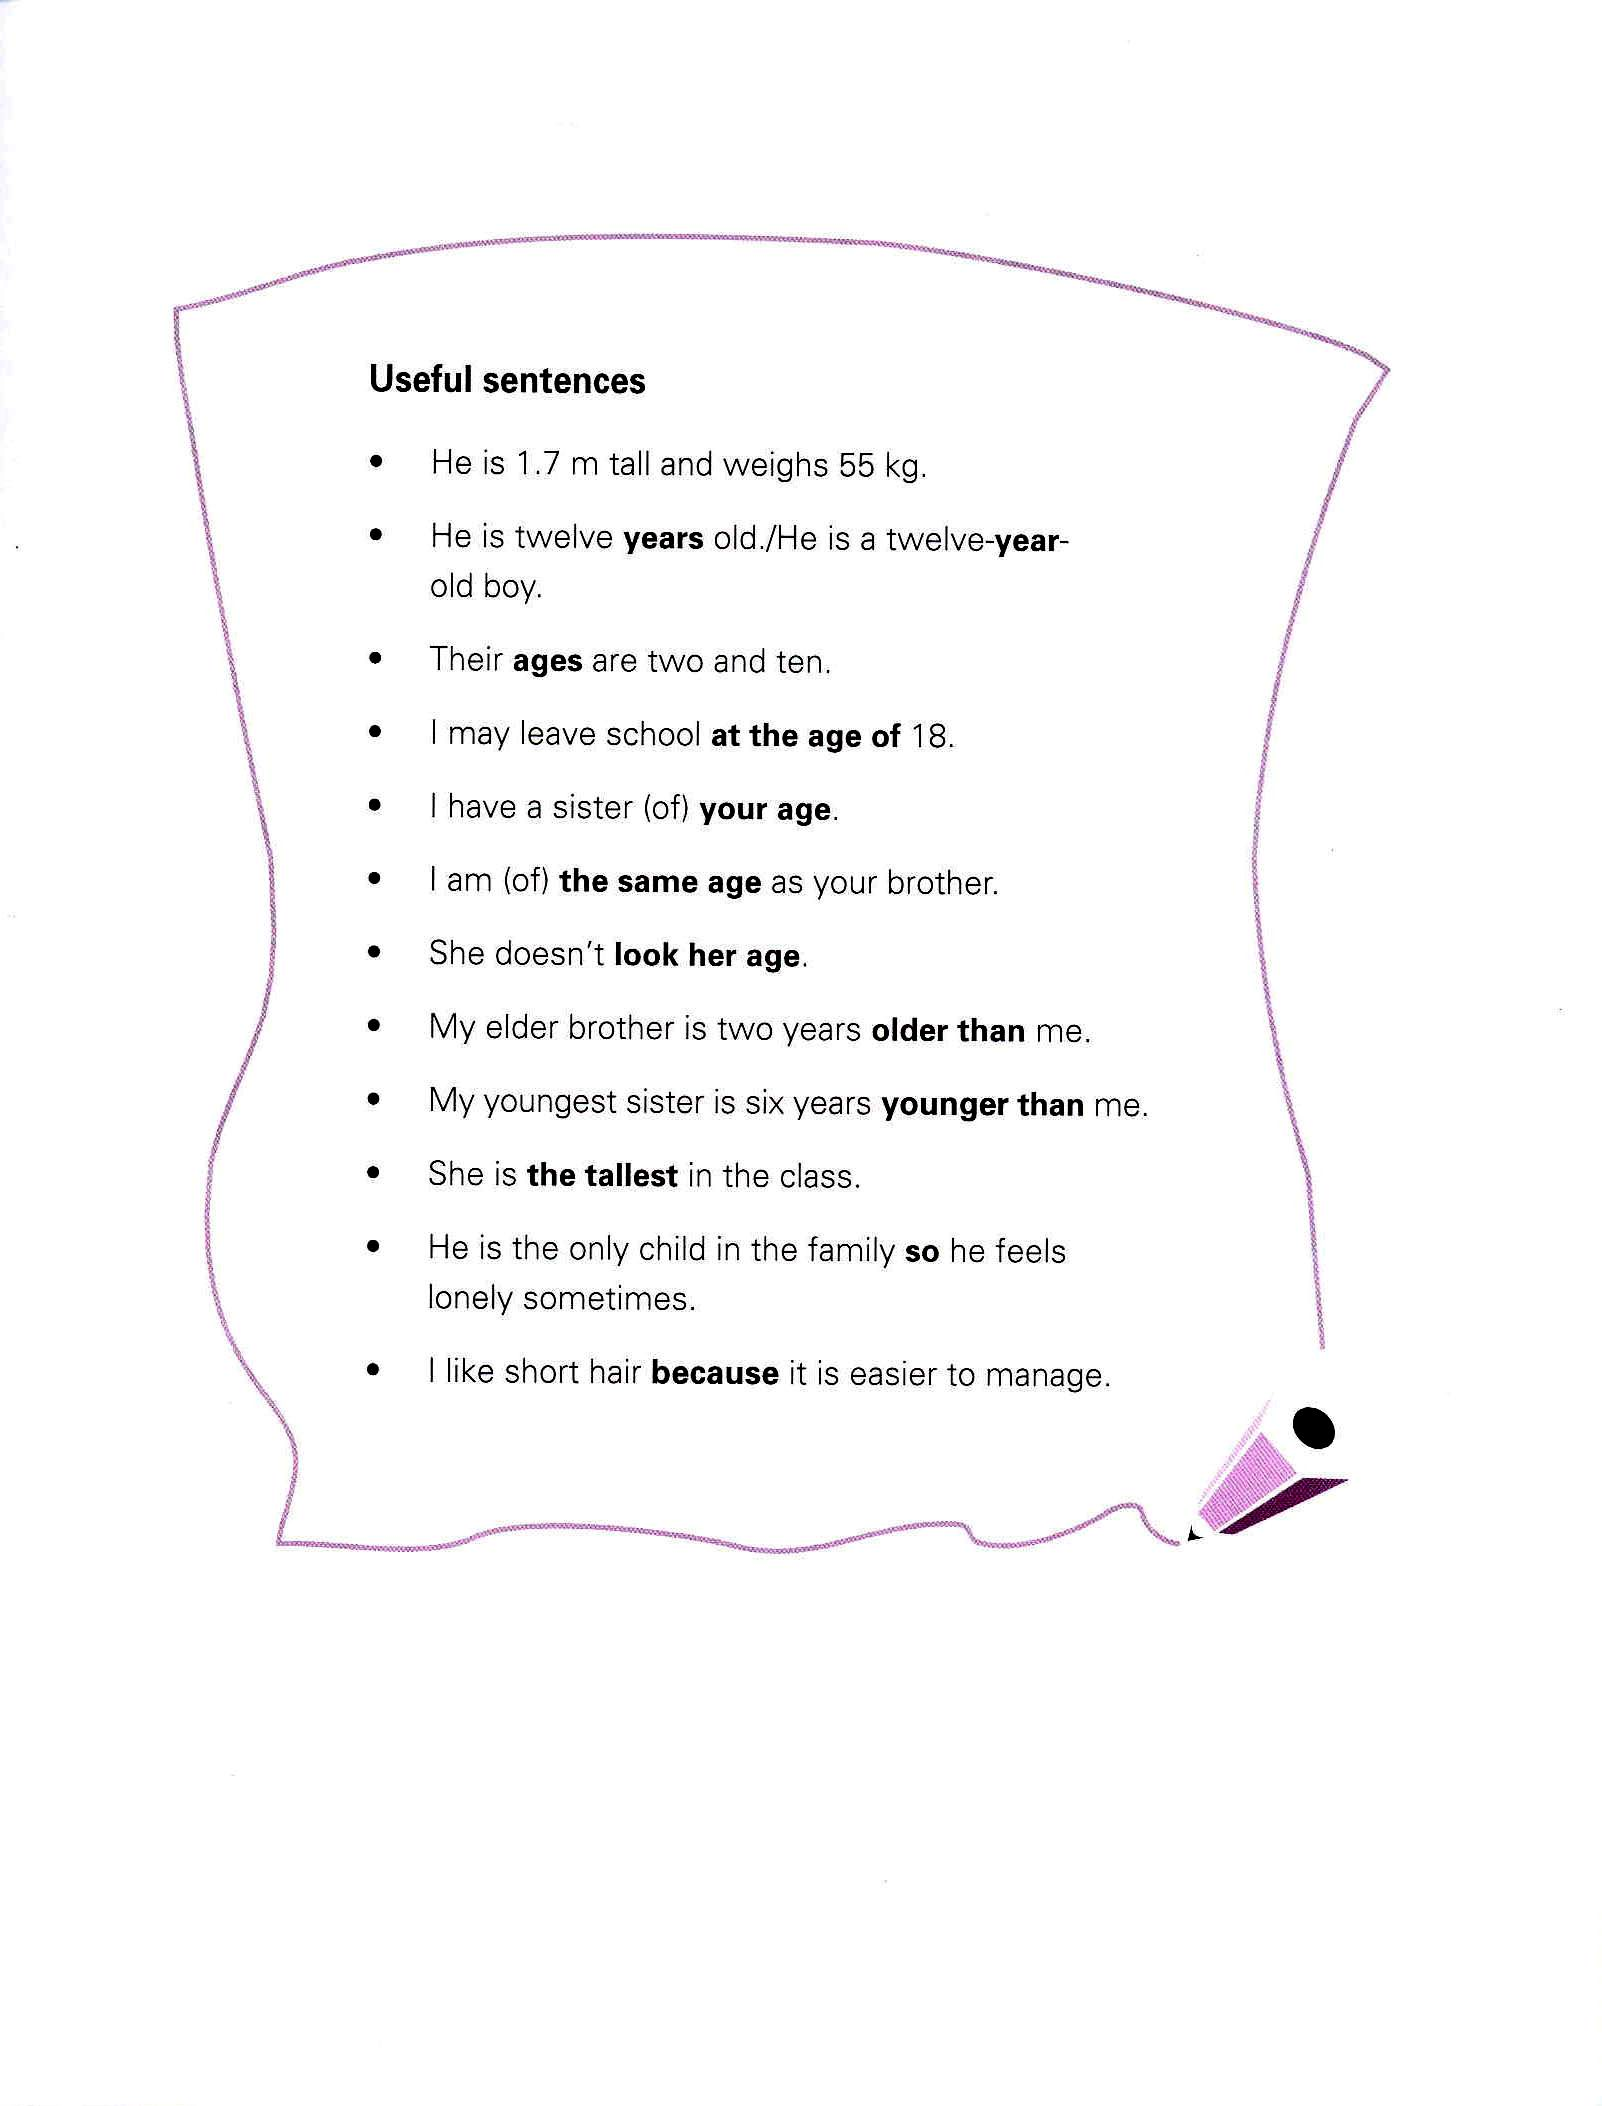 Useful sentences
• He is 1.7 m tall and weighs 55 kg.
• He is twelve years old./He is a twelve-year-
old boy.
• Their ages are two and ten.
• I may leave school at the age of 18.
• I have a sister (of) your age.
• I am (of) the same age as your brother.
• She doesn't look her age.
• My elder brother is two years older than me.
• My youngest sister is six years younger than me.
• She is the tallest in the class.
• He is the only child in the family so he feels
lonely sometimes.
• I like short hair because it is easier to manage.